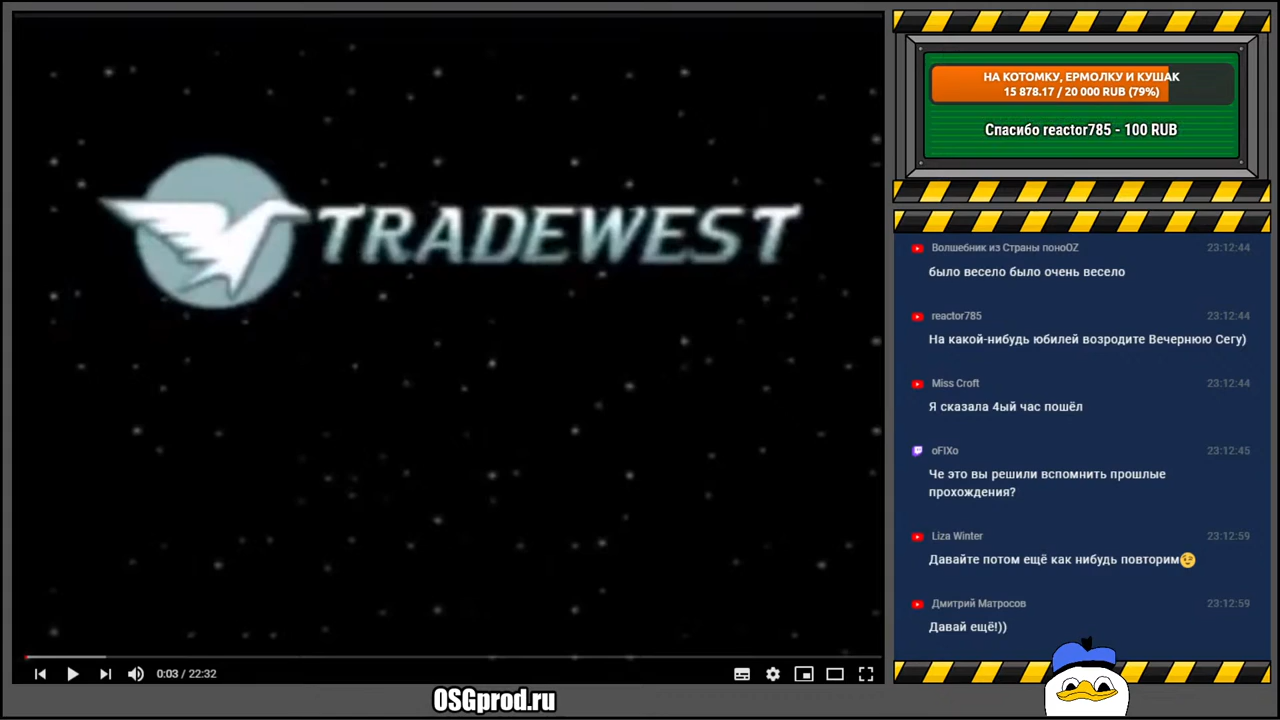 TRADEWEST
0:03 / 22:32
OSGprod.ru
НА КОТОМКУ, ЕРМОЛКУ И КУШАК
15 878.17 / 20 000 RUB (79%)
Спасибо reactor785 - 100 RUB
Волшебник из Страны поноOZ 23:12:44
было весело было очень весело
reactor785 23:12:44
На какой-нибудь юбилей возродите Вечернюю Сегу)
Miss Croft 23:12:44
Я сказала 4ый час пошёл
oFIXo 23:12:45
Че это вы решили вспомнить прошлые
прохождения?
Liza Winter 23:12:59
Давайте потом ещё как нибудь повторим
Дмитрий Матросов 23:12:59
Давай ещё!))